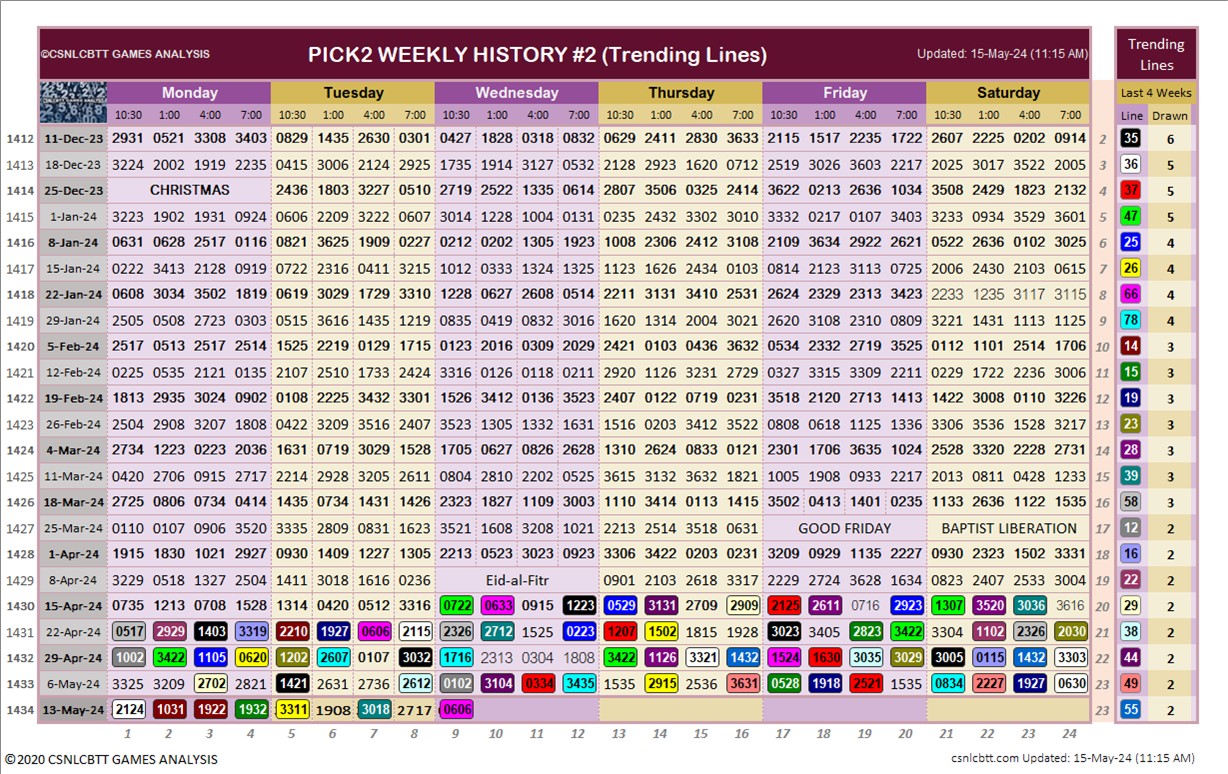 ©CSNLCBTT GAMES ANALYSIS PICK2 WEEKLY HISTORY #2 (Trending Lines) Updated: 15-May-24 (11:15 AM) Trending Lines
Monday Tuesday Wednesday Thursday Friday Saturday Last 4 Weeks
10:30 1:00 4:00 7:00 10:30 1:00 4:00 7:00 10:30 1:00 4:00 7:00 10:30 1:00 4:00 7:00 10:30 1:00 4:00 7:00 10:30 1:00 4:00 7:00 Line Drawn
1412 11-Dec-23 2931 0521 3308 3403 0829 1435 2630 0301 0427 1828 0318 0832 0629 2411 2830 3633 2115 1517 2235 1722 2607 2225 0202 0914 2 35 6
1413 18-Dec-23 3224 2002 1919 2235 0415 3006 2124 2925 1735 1914 3127 0532 2128 2923 1620 0712 2519 3026 3603 2217 2025 3017 3522 2005 3 36 5
1414 25-Dec-23 CHRISTMAS 2436 1803 3227 0510 2719 2522 1335 0614 2807 3506 0325 2414 3622 0213 2636 1034 3508 2429 1823 2132 4 37 5
1415 1-Jan-24 3223 1902 1931 0924 0606 2209 3222 0607 3014 1228 1004 0131 0235 2432 3302 3010 3332 0217 0107 3403 3233 0934 3529 3601 5 47 5
1416 8-Jan-24 0631 0628 2517 0116 0821 3625 1909 0227 0212 0202 1305 1923 1008 2306 2412 3108 2109 3634 2922 2621 0522 2636 0102 3025 6 25 4
1417 15-Jan-24 0222 3413 2128 0919 0722 2316 0411 3215 1012 0333 1324 1325 1123 1626 2434 0103 0814 2123 3113 0725 2006 2430 2103 0615 7 26 4
1418 22-Jan-24 0608 3034 3502 1819 0619 3029 1729 3318 1228 0627 2608 0514 2211 3131 3410 2531 2624 2329 2313 3423 2233 1235 3117 3115 8 66 4
1419 29-Jan-24 2505 0508 2723 0303 0515 3616 1435 1213 0835 0419 0832 3016 1620 1314 2004 3021 2620 3108 2310 0809 3221 1431 1113 1125 9 78 4
1420 5-Feb-24 2517 0513 2517 2514 1525 2219 0129 1715 0123 2016 0309 2029 2421 0103 0436 3632 0534 2332 2719 3525 0112 1101 2514 1706 10 14 3
1421 12-Feb-24 0225 0535 2121 0135 2107 2510 1733 2424 3316 0126 0118 0211 2920 1126 3231 2729 0327 3315 3309 2211 0229 1722 2236 3006 11 15 3
1422 19-Feb-24 1813 2935 3024 0902 0108 2225 3432 3301 1526 3412 0136 3523 2407 0122 0719 0231 3518 2120 2713 1413 1422 3008 0110 3226 12 19 3
1423 26-Feb-24 2504 2908 3207 1808 0422 3209 3516 2407 3523 1305 1332 1631 1516 0203 3412 3522 0808 0618 1125 1336 3306 3536 1528 3217 13 23 3
1424 4-Mar-24 2734 1223 0223 2036 1631 0719 3029 1528 1705 0627 0826 2628 1310 2624 0833 0121 2301 1706 3635 1024 2528 3320 2228 2731 14 28 3
1425 11-Mar-24 0420 2706 0915 2717 2214 2928 3205 2611 0804 2810 2202 0525 3615 3132 3632 1821 1005 1908 0933 2217 2013 0811 0428 1233 15 39 3
1426 18-Mar-24 2725 0806 0734 0414 1435 0734 1431 1426 2323 1827 1109 3003 1110 3414 0113 1415 3502 0413 1401 0235 1133 2636 1122 1535 16 58 3
1427 25-Mar-24 0110 0107 0906 3520 3335 2809 0831 1623 3521 1608 3208 1021 2213 2514 3518 0631 GOOD FRIDAY BAPTIST LIBERATION 17 12 2
1428 1-Apr-24 1915 1830 1021 2927 0930 1409 1227 1305 2213 0523 3023 0923 3306 3422 0203 0231 3209 0929 1135 2227 0930 2323 1502 3331 18 16 2
1429 8-Apr-24 3229 0518 1327 2504 1411 3018 1616 0236 Eid-al-Fitr 0901 2103 2618 3317 2229 2724 3628 1634 0823 2407 2533 3004 19 22 2
1430 15-Apr-24 0735 1213 0708 1528 1314 0420 0512 3316 0722 0633 0915 1223 0529 3131 2709 2909 2125 2611 0716 2923 1307 3520 3036 3616 20 29 2
1431 22-Apr-24 0517 2929 1403 3319 2210 1927 0606 2115 2326 2712 1525 0223 1207 1502 1815 1928 3023 3405 2823 3422 3304 1102 2326 2030 21 38 2
1432 29-Apr-24 1002 3422 1105 0620 1202 2607 0107 3032 1716 2313 0304 1808 3422 1126 3321 1432 1524 1630 3035 3029 3005 0115 1432 3303 22 44 2
1433 6-May-24 3325 3209 2702 2821 1421 2631 2736 2612 0102 3104 0334 3435 1535 2915 2536 3631 0528 1918 2521 1535 0834 2227 1927 0630 23 49 2
1434 13-May-24 2124 1031 1922 1932 3311 1908 3018 2717 0606 23 55 2
1 2 3 4 5 6 7 8 9 10 11 12 13 14 15 16 17 18 19 20 21 22 23 24
©2020 CSNLCBTT GAMES ANALYSIS csnlcbtt.com Updated: 15-May-24 (11:15 AM)